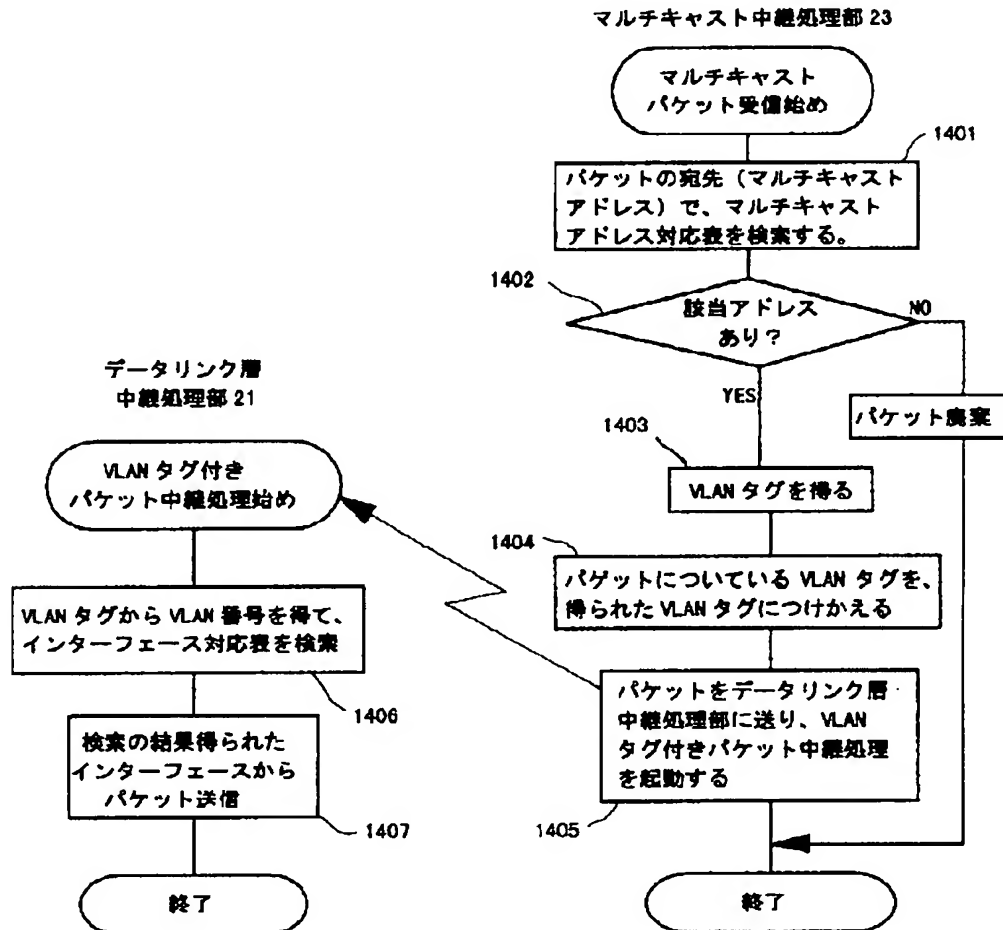 マルチキャスト中継処理部 23
マルチキャスト
パケット受信始め
1401
パケットの宛先（マルチキャスト
アドレス）で、マルチキャスト
アドレス対応表を検索する。
1402
該当アドレス
あり？
NO
YES
パケット廃棄
1403
VLAN タグを得る
1404
パゲットについている VLAN タグを、
得られた VLAN タグにつけかえる
パケットをデータリンク層
中継処理部に送り、VLAN
タグ付きパケット中継処理
を起動する
1405
終了
データリンク層
中継処理部 21
VLAN タグ付き
パケット中継処理始め
VLAN タグから VLAN 番号を得て、
インターフェース対応表を検索
1406
検索の結果得られた
インターフェースから
パケット送信
1407
終了